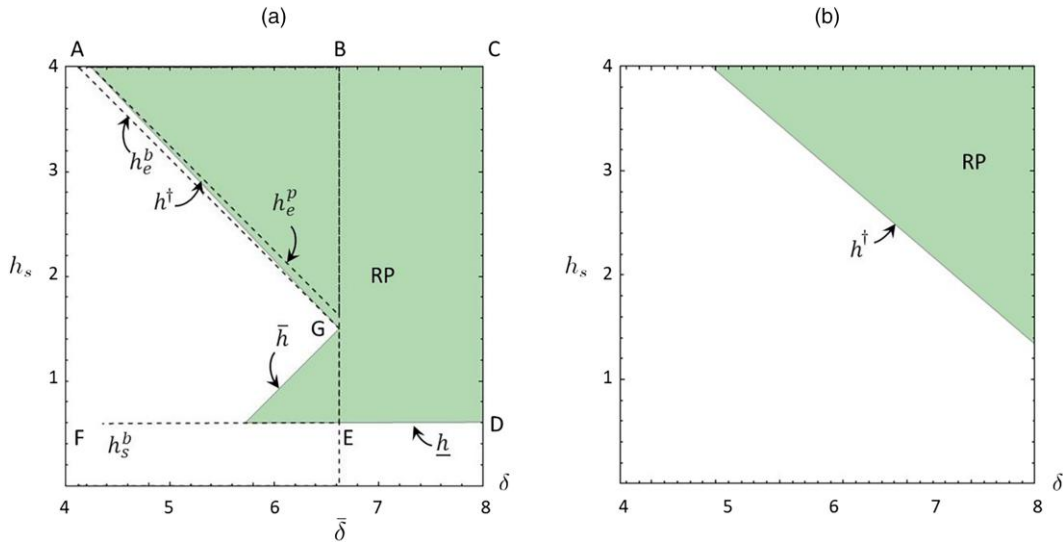 (a) (b)
A B C
4 4
h_e^b
3 3
h^†
h_e^p
RP RP
h_s 2 h_s 2
h^†
G
h̄
1 1
F E D
h_s^b h̲
δ δ
4 5 6 7 8 4 5 6 7 8
δ̄